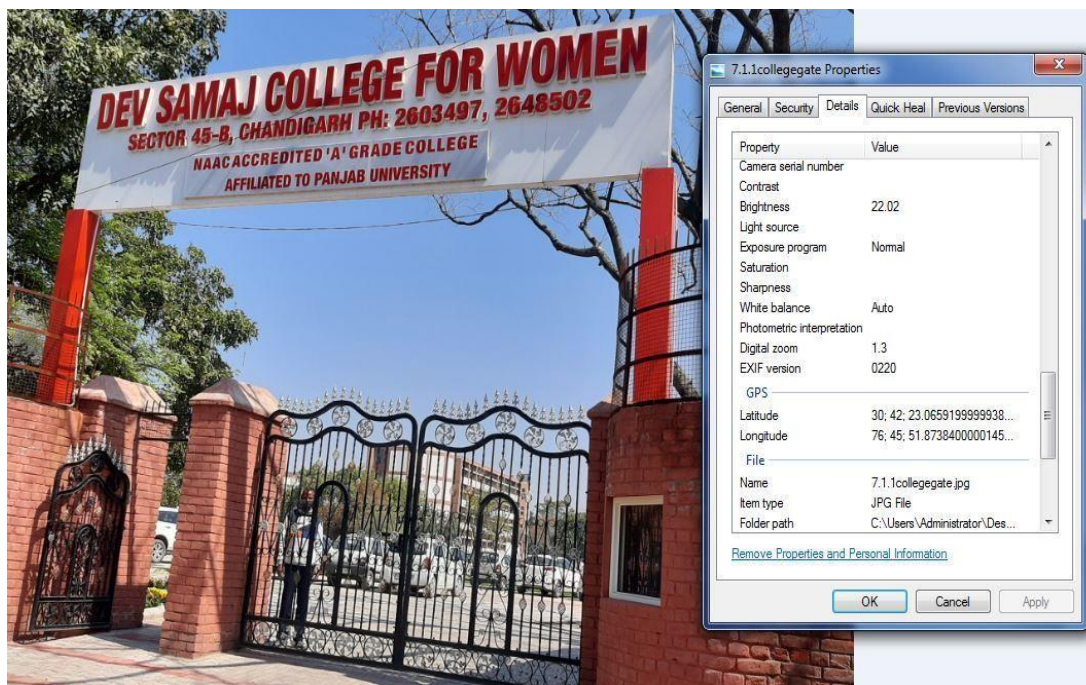 DEV SAMAJ COLLEGE FOR WOMEN
SECTOR 45-B, CHANDIGARH PH: 2603497, 2648502
NAAC ACCREDITED 'A' GRADE COLLEGE
AFFILIATED TO PANJAB UNIVERSITY
7.1.1collegegate Properties
General Security Details Quick Heal Previous Versions
Property Value
Camera serial number
Contrast
Brightness 22.02
Light source
Exposure program Normal
Saturation
Sharpness
White balance Auto
Photometric interpretation
Digital zoom 1.3
EXIF version 0220
GPS
Latitude 30; 42; 23.0659199999938...
Longitude 76; 45; 51.8738400000145...
File
Name 7.1.1collegegate.jpg
Item type JPG File
Folder path C:\Users\Administrator\Des...
Remove Properties and Personal Information
OK Cancel Apply